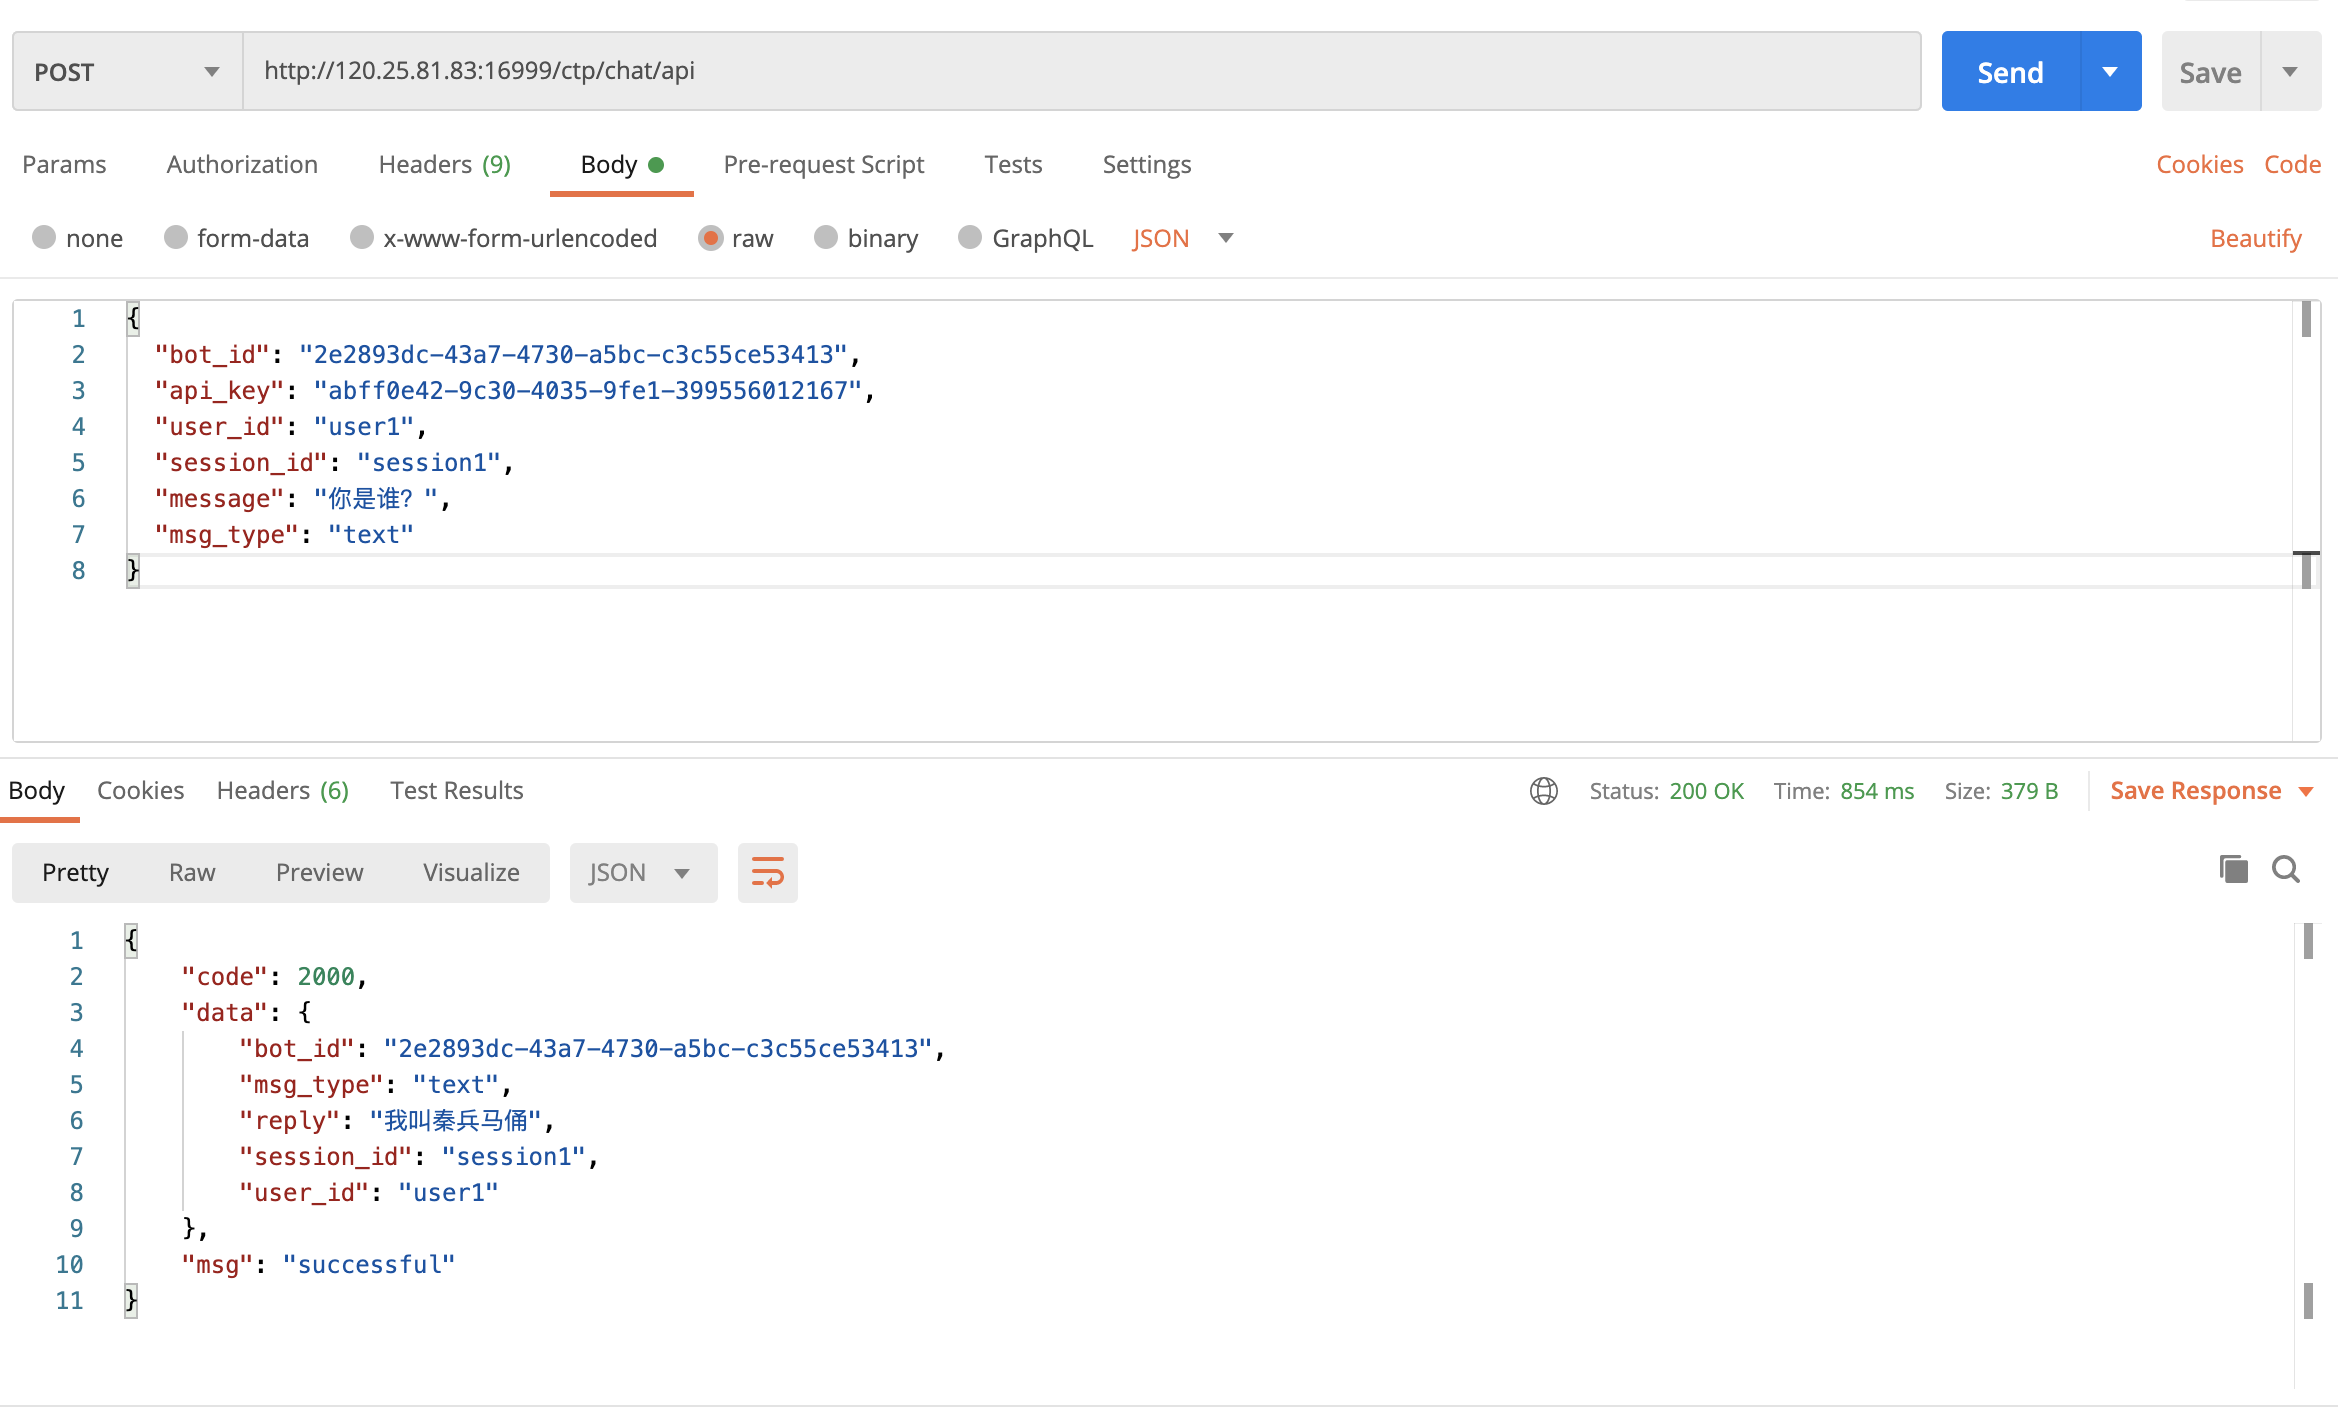 POST http://120.25.81.83:16999/ctp/chat/api Send Save
Params Authorization Headers (9) Body Pre-request Script Tests Settings Cookies Code
none form-data x-www-form-urlencoded raw binary GraphQL JSON Beautify
1 {
2 "bot_id": "2e2893dc-43a7-4730-a5bc-c3c55ce53413",
3 "api_key": "abff0e42-9c30-4035-9fe1-399556012167",
4 "user_id": "user1",
5 "session_id": "session1",
6 "message": "你是谁？",
7 "msg_type": "text"
8 }
Body Cookies Headers (6) Test Results Status: 200 OK Time: 854 ms Size: 379 B Save Response
Pretty Raw Preview Visualize JSON
1 {
2 "code": 2000,
3 "data": {
4 "bot_id": "2e2893dc-43a7-4730-a5bc-c3c55ce53413",
5 "msg_type": "text",
6 "reply": "我叫秦兵马俑",
7 "session_id": "session1",
8 "user_id": "user1"
9 },
10 "msg": "successful"
11 }